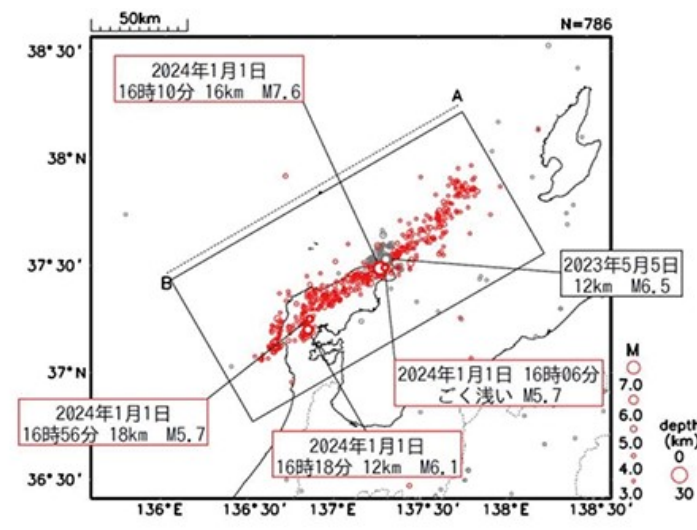 50km
N=786
38°30′
38°N
37°30′
37°N
36°30′
136°E
136°30′E
137°E
137°30′E
138°E
138°30′E
2024年1月1日
16時10分 16km M7.6
A
B
2023年5月5日
12km M6.5
2024年1月1日 16時06分
ごく浅い M5.7
2024年1月1日
16時56分 18km M5.7
2024年1月1日
16時18分 12km M6.1
M
7.0
6.0
5.0
4.0
3.0
depth
(km)
0
30